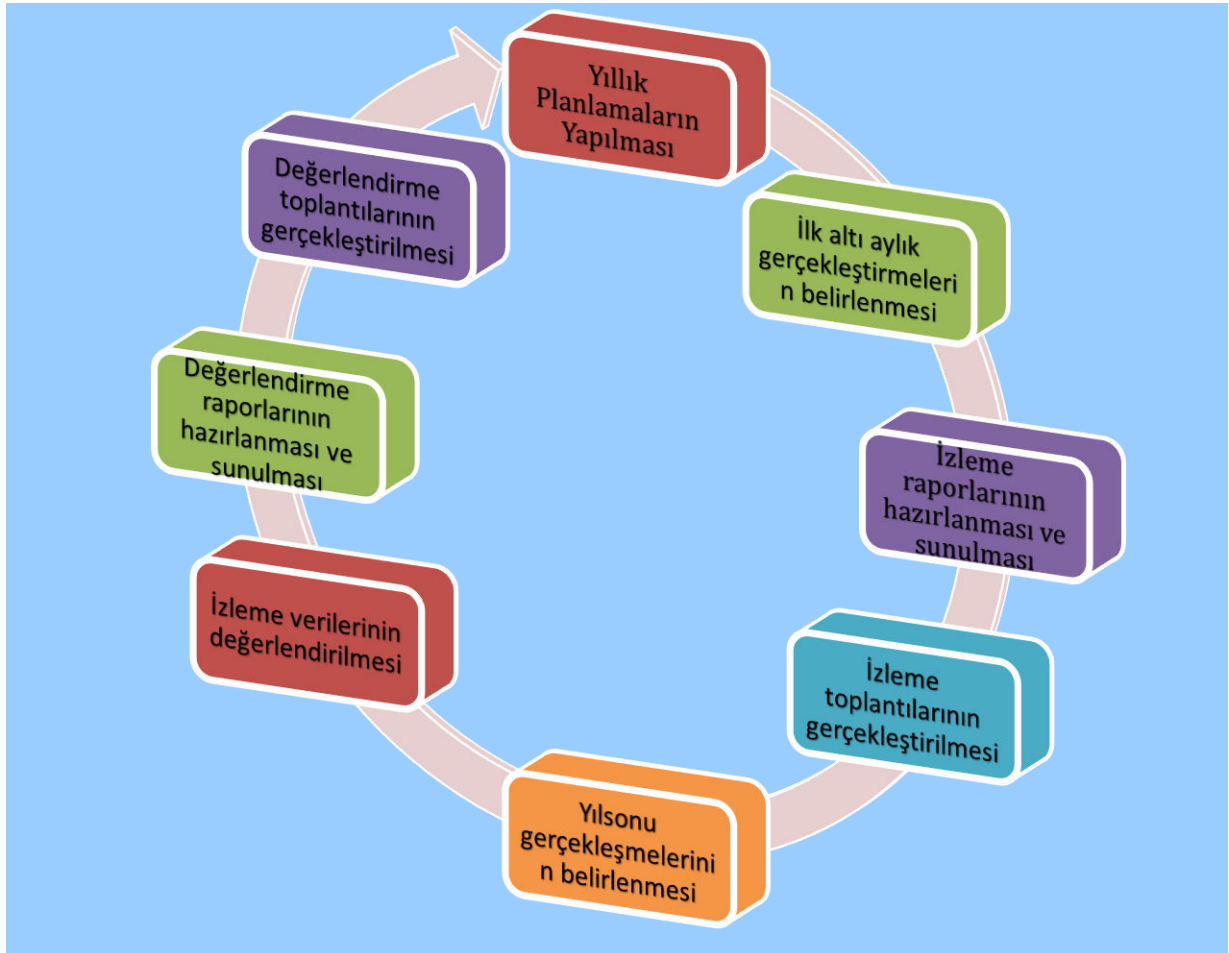 Yıllık
Planlamaların
Yapılması
İlk altı aylık
gerçekleştirmeleri
n belirlenmesi
İzleme
raporlarının
hazırlanması ve
sunulması
İzleme
toplantılarının
gerçekleştirilmesi
Yılsonu
gerçekleşmelerini
n belirlenmesi
İzleme verilerinin
değerlendirilmesi
Değerlendirme
raporlarının
hazırlanması ve
sunulması
Değerlendirme
toplantılarının
gerçekleştirilmesi